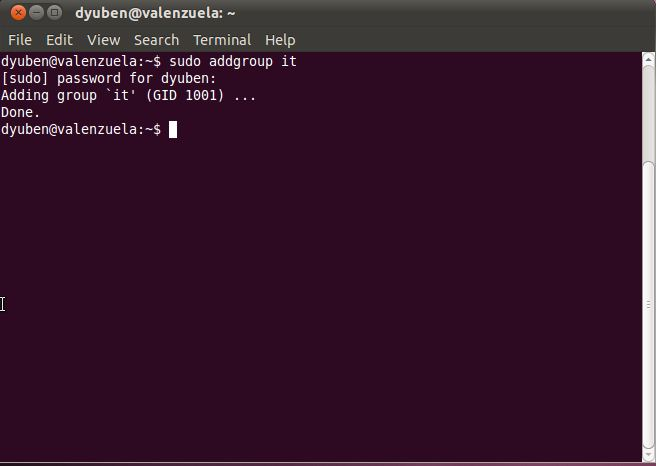 dyuben@valenzuela: ~
File Edit View Search Terminal Help
dyuben@valenzuela:~$ sudo addgroup it
[sudo] password for dyuben:
Adding group `it' (GID 1001) ...
Done.
dyuben@valenzuela:~$